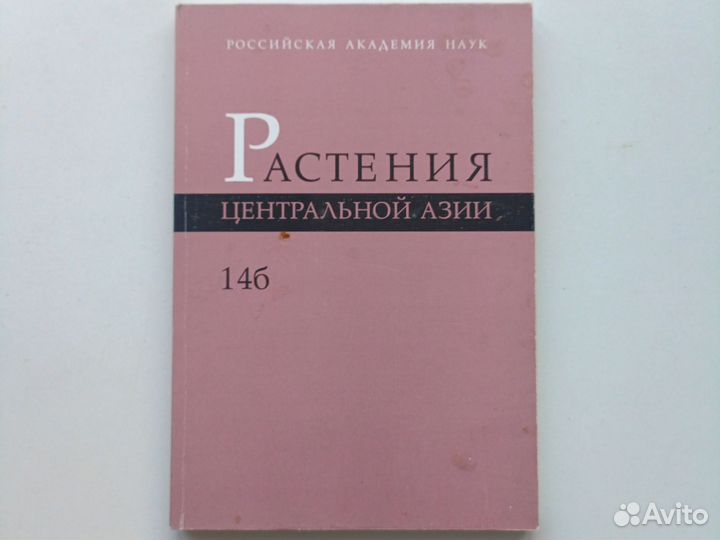 РОССИЙСКАЯ АКАДЕМИЯ НАУК
РАСТЕНИЯ
ЦЕНТРАЛЬНОЙ АЗИИ
14б
Avito